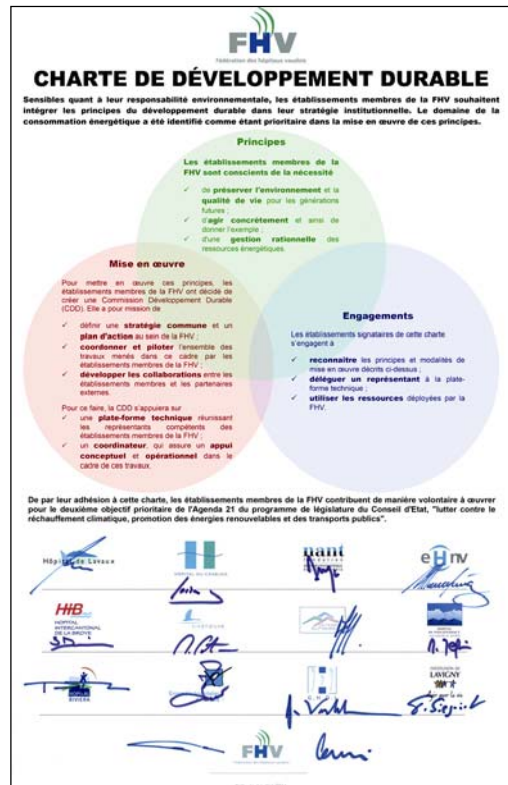 FHV
Fédération des hôpitaux vaudois
CHARTE DE DÉVELOPPEMENT DURABLE
Sensibles quant à leur responsabilité environnementale, les établissements membres de la FHV souhaitent
intégrer les principes du développement durable dans leur stratégie institutionnelle. Le domaine de la
consommation énergétique a été identifié comme étant prioritaire dans la mise en œuvre de ces principes.
Principes
Les établissements membres de la
FHV sont conscients de la nécessité
✓ de préserver l'environnement et la
qualité de vie pour les générations
futures ;
✓ d'agir concrètement et ainsi de
donner l'exemple ;
✓ d'une gestion rationnelle des
ressources énergétiques.
Mise en œuvre
Pour mettre en œuvre ces principes, les
établissements membres de la FHV ont décidé de
créer une Commission Développement Durable
(CDD). Elle a pour mission de
✓ définir une stratégie commune et un
plan d'action au sein de la FHV ;
✓ coordonner et piloter l'ensemble des
travaux menés dans ce cadre par les
établissements membres de la FHV ;
✓ développer les collaborations entre les
établissements membres et les partenaires
externes.
Pour ce faire, la CDD s'appuiera sur
✓ une plate-forme technique réunissant
les représentants compétents des
établissements membres de la FHV ;
✓ un coordinateur, qui assure un appui
conceptuel et opérationnel dans le
cadre de ces travaux.
Engagements
Les établissements signataires de cette charte
s'engagent à
✓ reconnaître les principes et modalités de
mise en œuvre décrits ci-dessus ;
✓ déléguer un représentant à la plate-
forme technique ;
✓ utiliser les ressources déployées par la
FHV.
De par leur adhésion à cette charte, les établissements membres de la FHV contribuent de manière volontaire à œuvrer
pour le deuxième objectif prioritaire de l'Agenda 21 du programme de législature du Conseil d'Etat, "lutter contre le
réchauffement climatique, promotion des énergies renouvelables et des transports publics".
Hôpital de Lavaux
HÔPITAL DU CHABLAIS
nant
eHnv
HIB
HOPITAL
INTERCANTONAL
DE LA BROYE
RIVIERA
LAVIGNY
FHV